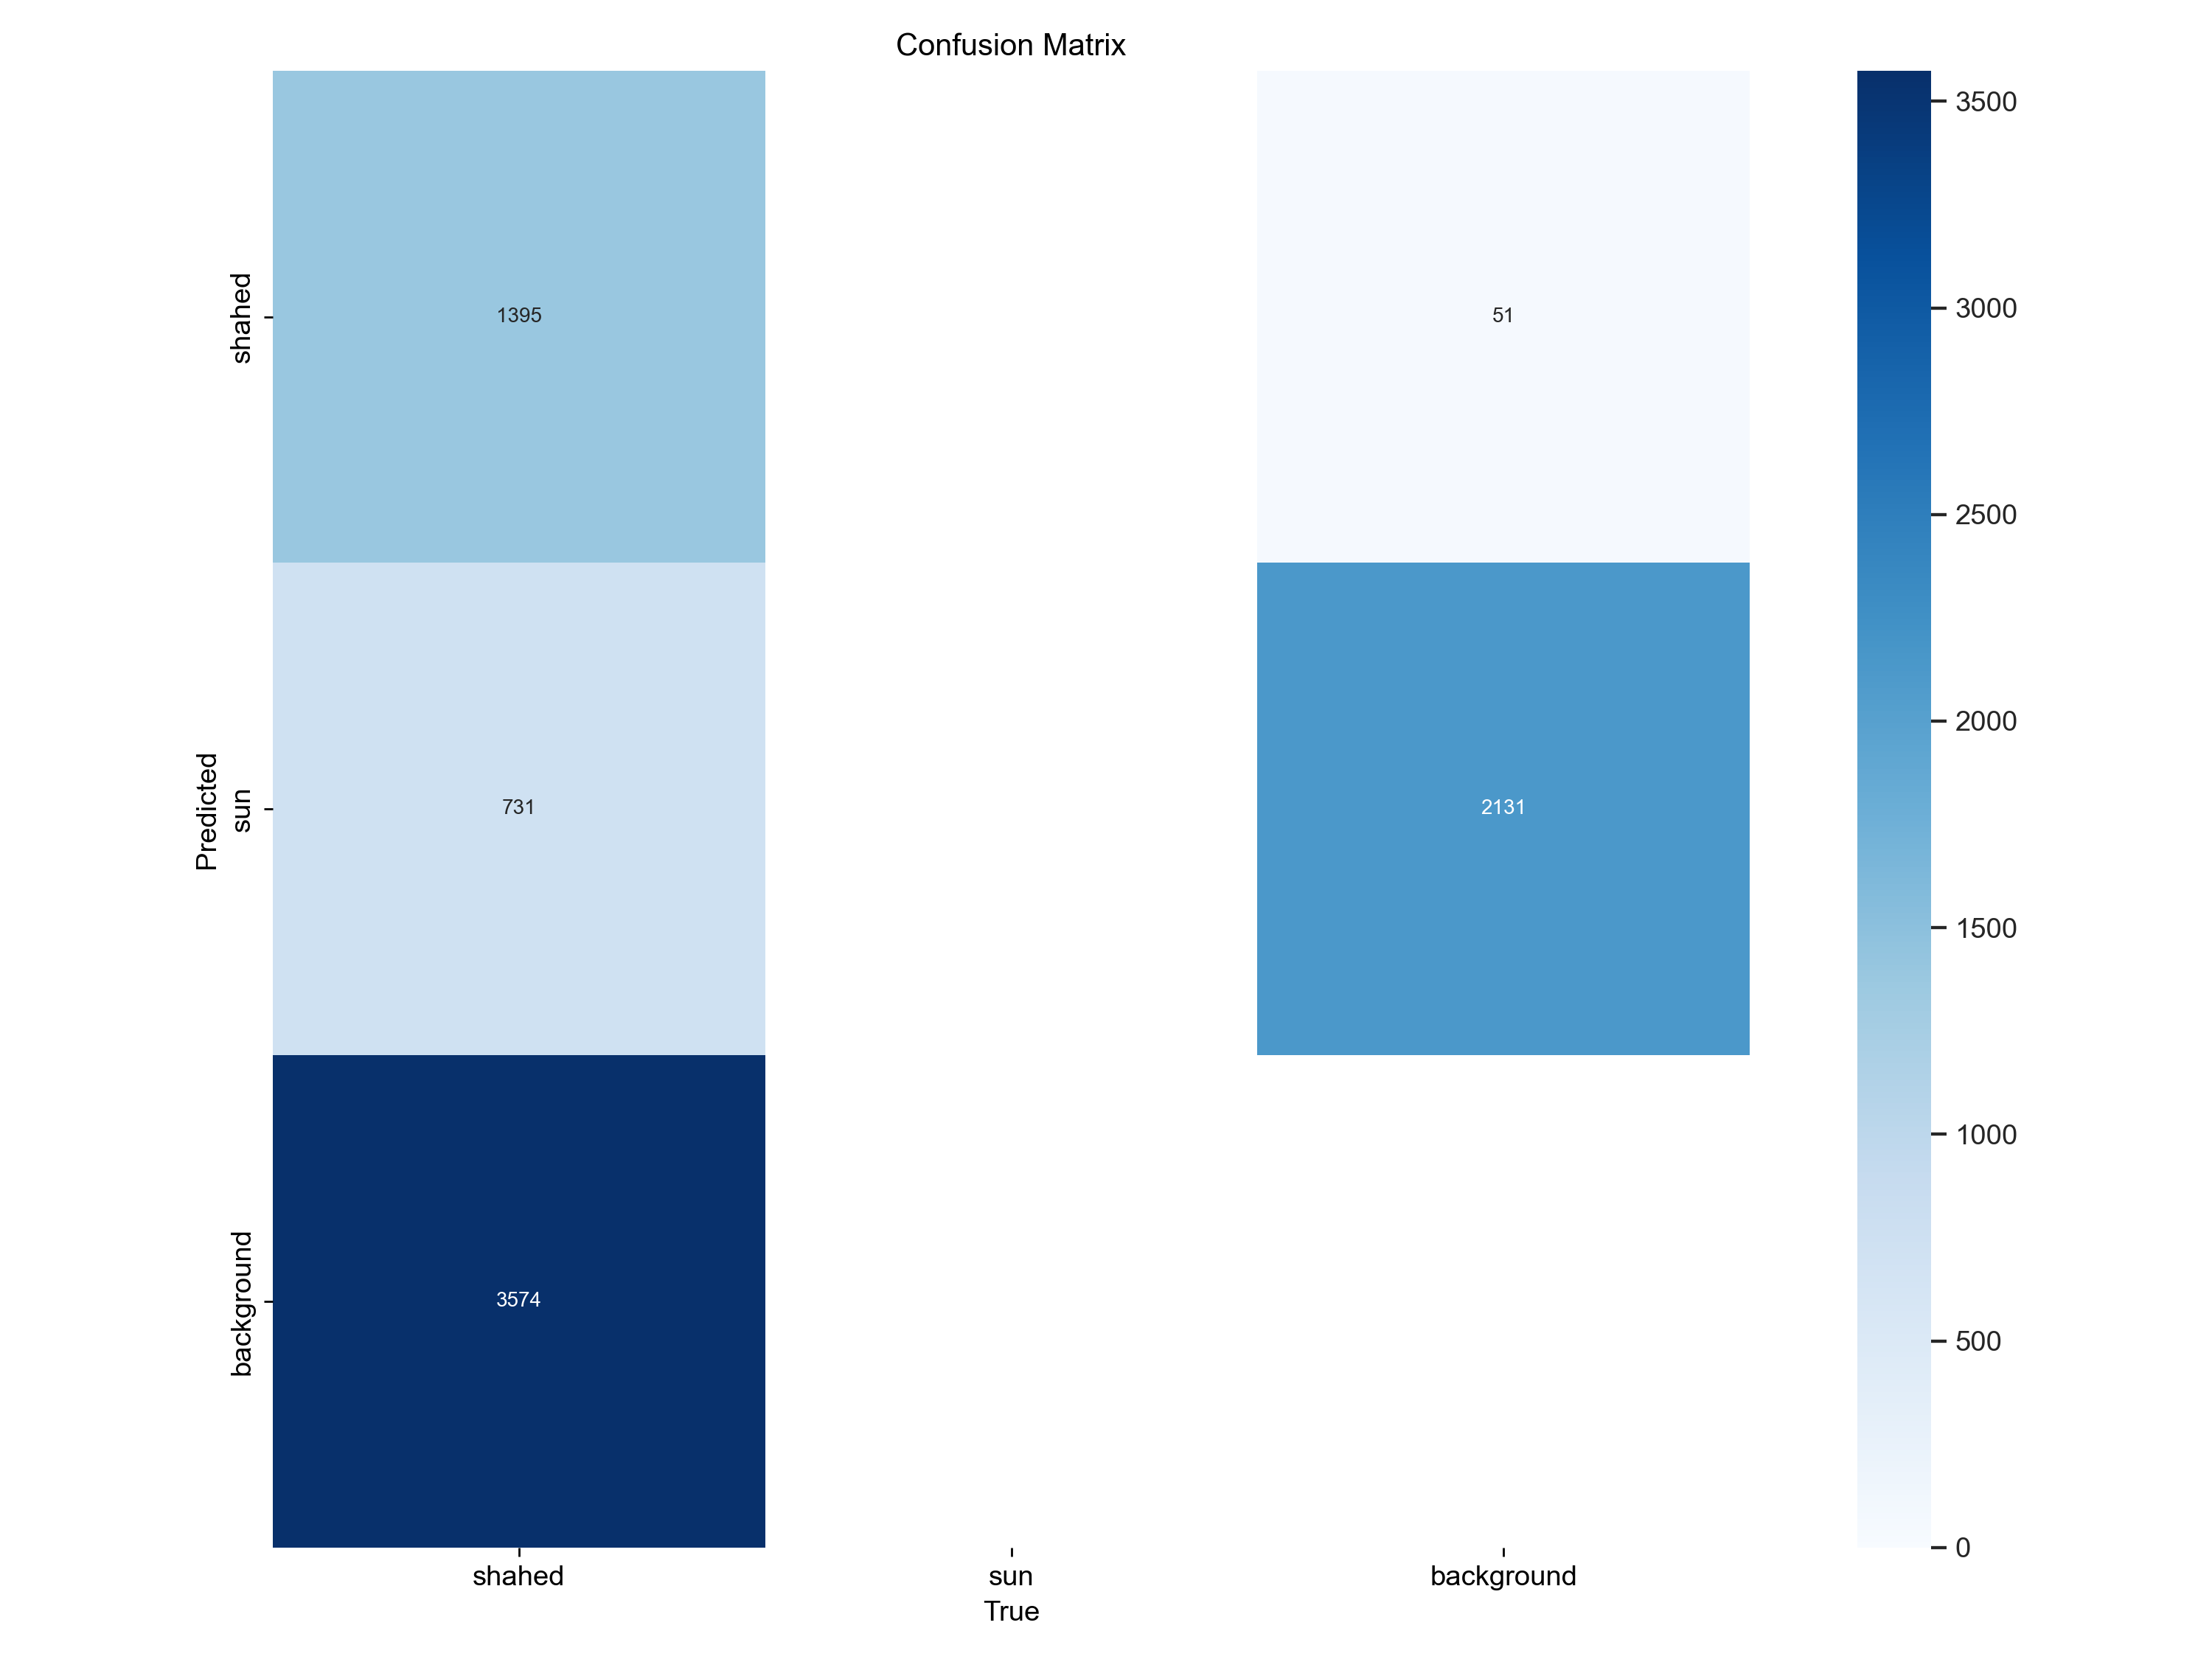 Confusion Matrix
shahed
1395
51
Predicted
sun
731
2131
background
3574
shahed
sun
background
True
3500
3000
2500
2000
1500
1000
500
0